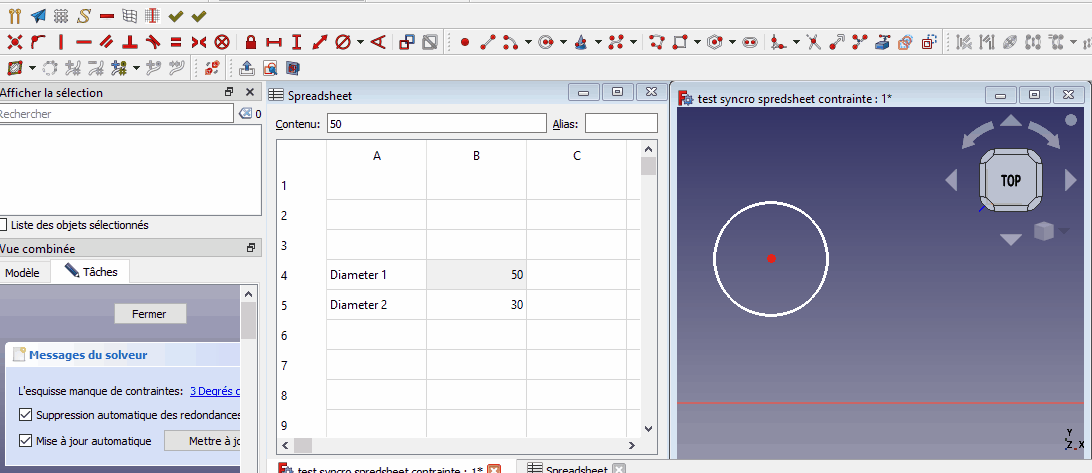 Afficher la sélection
Rechercher
0
Liste des objets sélectionnés
Vue combinée
Modèle
Tâches
Fermer
Messages du solveur
L'esquisse manque de contraintes: 3 Degrés
Suppression automatique des redondances
Mise à jour automatique
Mettre à jo
Spreadsheet
Contenu: 50 Alias:
A B C
1
2
3
4 Diameter 1 50
5 Diameter 2 30
6
7
8
9
test syncro spredsheet contrainte : 1*
Spreadsheet
test syncro spredsheet contrainte : 1*
TOP
Y
Z X